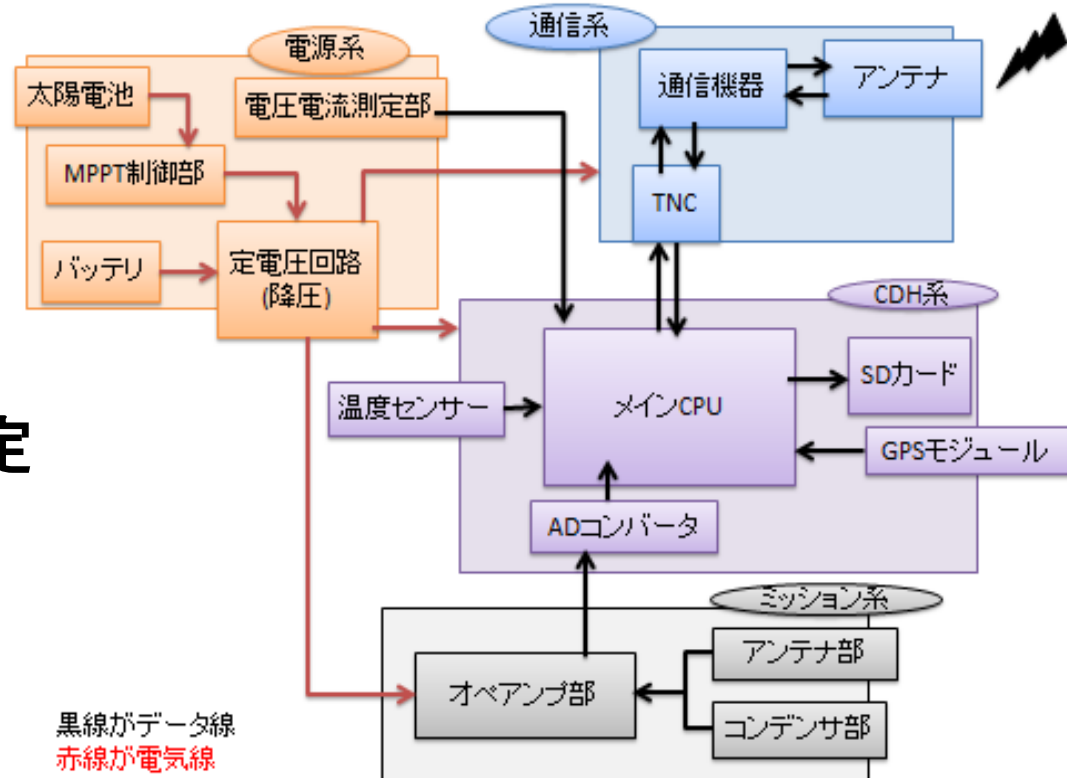 電源系
太陽電池
電圧電流測定部
MPPT制御部
バッテリ
定電圧回路
(降圧)
通信系
通信機器
アンテナ
TNC
CDH系
温度センサー
メインCPU
SDカード
GPSモジュール
ADコンバータ
定
ミッション系
オペアンプ部
アンテナ部
コンデンサ部
黒線がデータ線
赤線が電気線